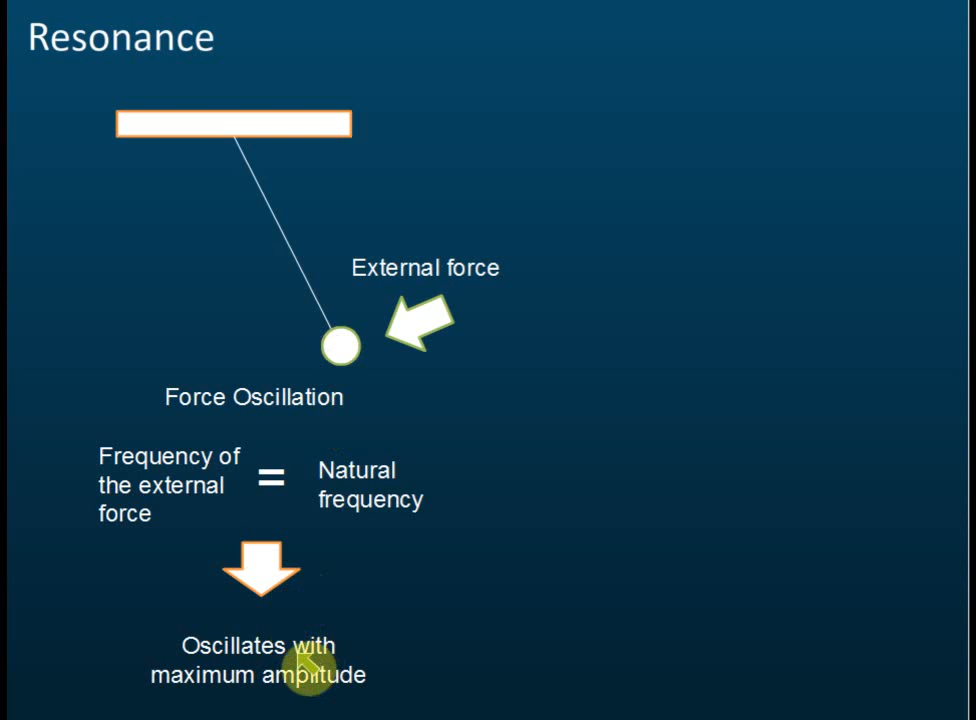 Resonance
External force
Force Oscillation
Frequency of
the external
force
=
Natural
frequency
Oscillates with
maximum amplitude